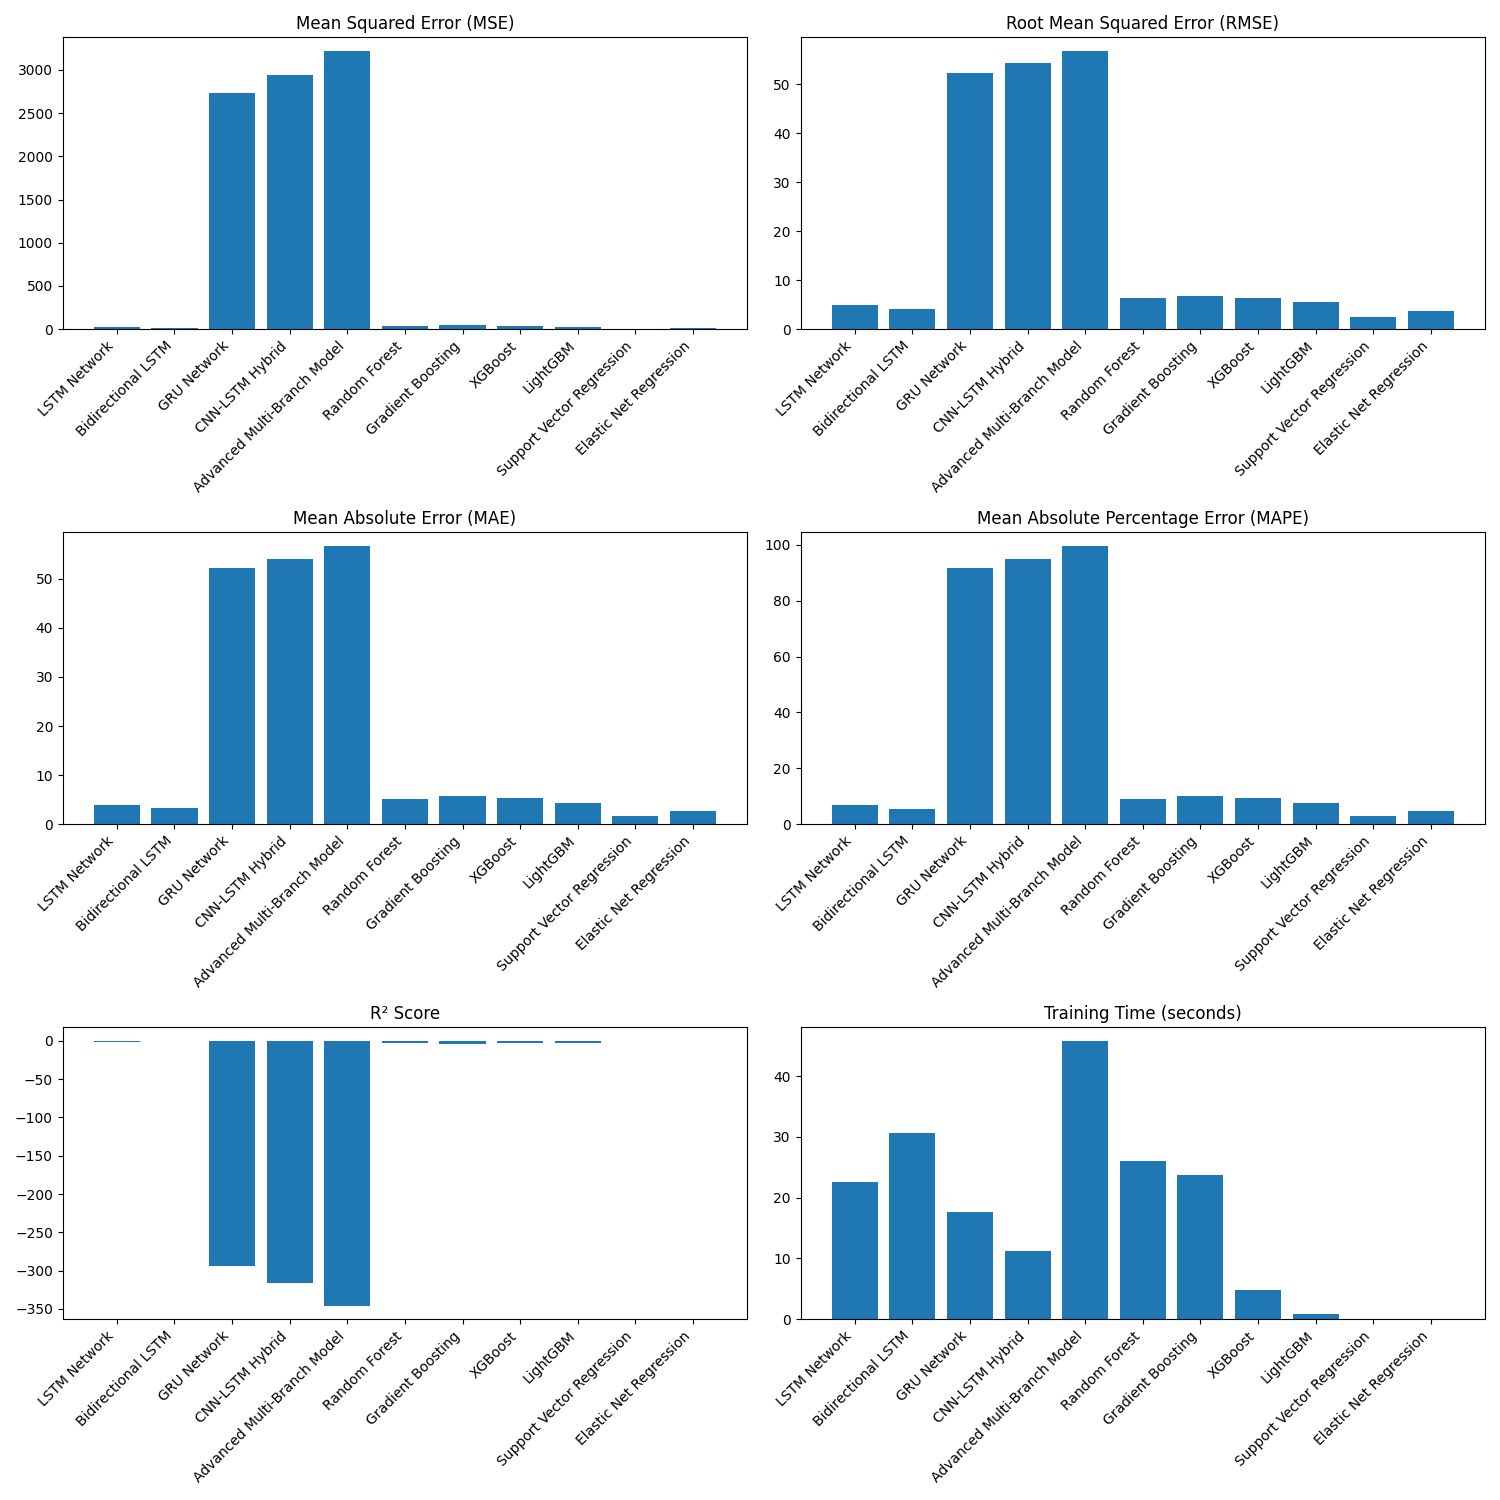 Mean Squared Error (MSE)
3000
2500
2000
1500
1000
500
0
LSTM Network
Bidirectional LSTM
GRU Network
CNN-LSTM Hybrid
Advanced Multi-Branch Model
Random Forest
Gradient Boosting
XGBoost
LightGBM
Support Vector Regression
Elastic Net Regression
Root Mean Squared Error (RMSE)
50
40
30
20
10
0
LSTM Network
Bidirectional LSTM
GRU Network
CNN-LSTM Hybrid
Advanced Multi-Branch Model
Random Forest
Gradient Boosting
XGBoost
LightGBM
Support Vector Regression
Elastic Net Regression
Mean Absolute Error (MAE)
50
40
30
20
10
0
LSTM Network
Bidirectional LSTM
GRU Network
CNN-LSTM Hybrid
Advanced Multi-Branch Model
Random Forest
Gradient Boosting
XGBoost
LightGBM
Support Vector Regression
Elastic Net Regression
Mean Absolute Percentage Error (MAPE)
100
80
60
40
20
0
LSTM Network
Bidirectional LSTM
GRU Network
CNN-LSTM Hybrid
Advanced Multi-Branch Model
Random Forest
Gradient Boosting
XGBoost
LightGBM
Support Vector Regression
Elastic Net Regression
R² Score
0
−50
−100
−150
−200
−250
−300
−350
LSTM Network
Bidirectional LSTM
GRU Network
CNN-LSTM Hybrid
Advanced Multi-Branch Model
Random Forest
Gradient Boosting
XGBoost
LightGBM
Support Vector Regression
Elastic Net Regression
Training Time (seconds)
40
30
20
10
0
LSTM Network
Bidirectional LSTM
GRU Network
CNN-LSTM Hybrid
Advanced Multi-Branch Model
Random Forest
Gradient Boosting
XGBoost
LightGBM
Support Vector Regression
Elastic Net Regression